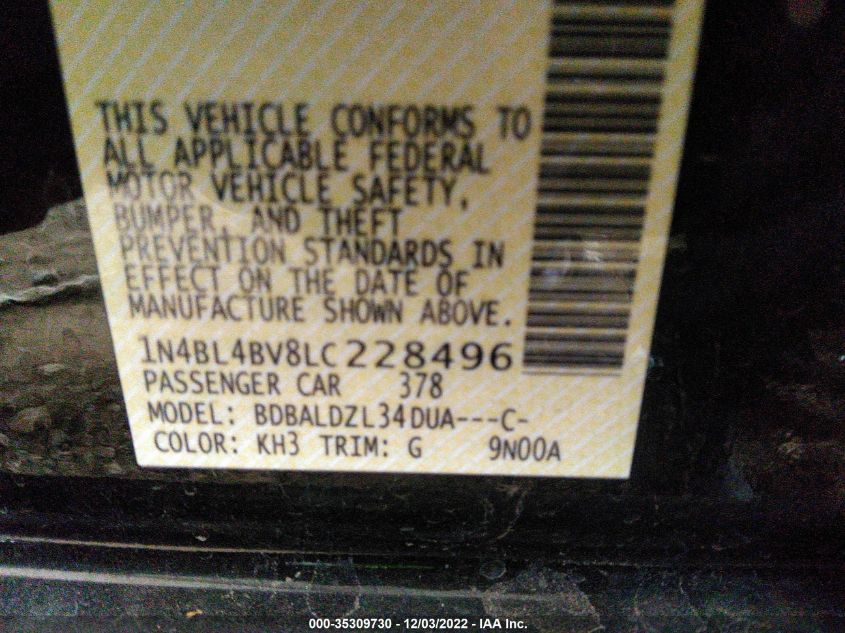 THIS VEHICLE CONFORMS TO
ALL APPLICABLE FEDERAL
MOTOR VEHICLE SAFETY,
BUMPER, AND THEFT
PREVENTION STANDARDS IN
EFFECT ON THE DATE OF
MANUFACTURE SHOWN ABOVE.
1N4BL4BV8LC228496
PASSENGER CAR 378
MODEL: BDBALDZL34DUA---C-
COLOR: KH3 TRIM: G 9N00A
000-35309730 - 12/03/2022 - IAA Inc.